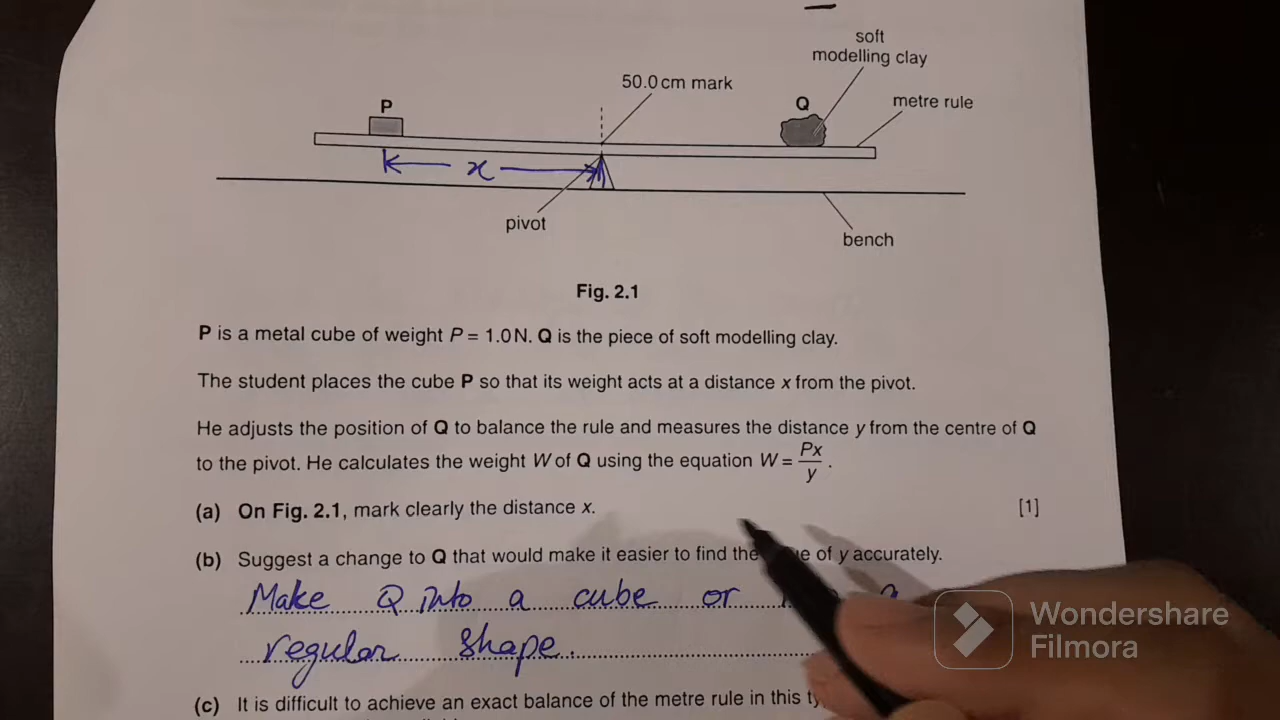 soft
modelling clay
50.0 cm mark
P
Q
metre rule
x
pivot
bench
Fig. 2.1
P is a metal cube of weight P = 1.0 N. Q is the piece of soft modelling clay.
The student places the cube P so that its weight acts at a distance x from the pivot.
He adjusts the position of Q to balance the rule and measures the distance y from the centre of Q
to the pivot. He calculates the weight W of Q using the equation W = Px/y .
(a) On Fig. 2.1, mark clearly the distance x. [1]
(b) Suggest a change to Q that would make it easier to find the of y accurately.
Make Q into a cube or
regular shape.
(c) It is difficult to achieve an exact balance of the metre rule in this
Wondershare
Filmora